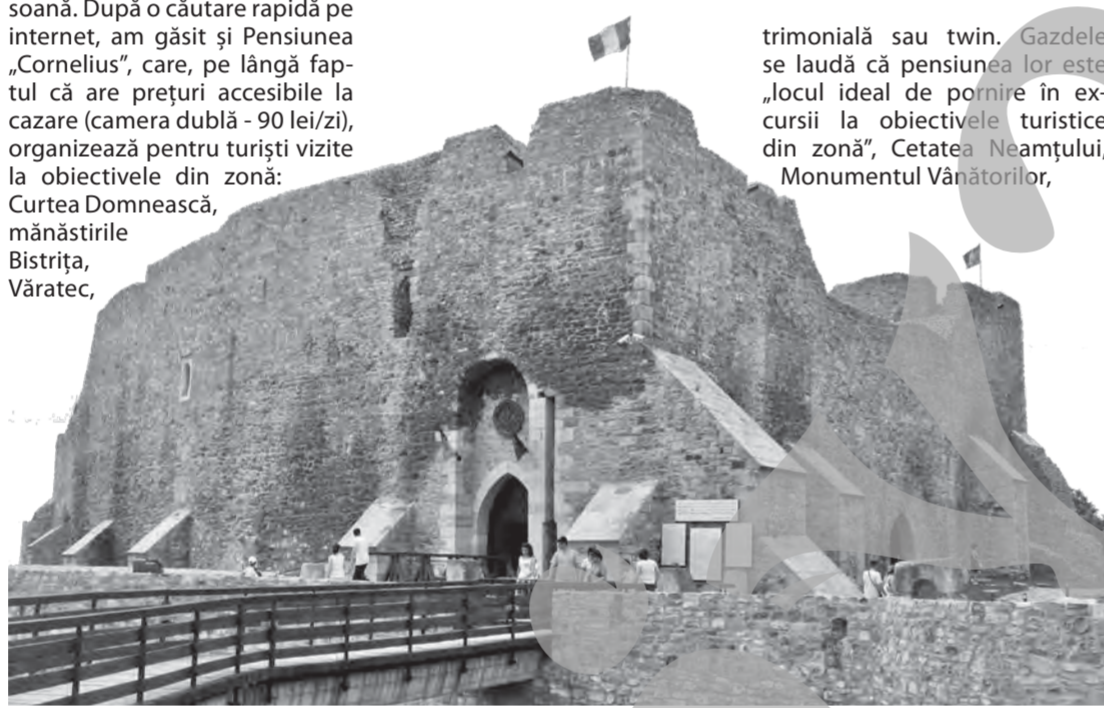 soană. După o căutare rapidă pe
internet, am găsit și Pensiunea
„Cornelius”, care, pe lângă fap-
tul că are prețuri accesibile la
cazare (camera dublă - 90 lei/zi),
organizează pentru turiști vizite
la obiectivele din zonă:
Curtea Domnească,
mănăstirile
Bistrița,
Văratec,
trimonială sau twin. Gazdele
se laudă că pensiunea lor este
„locul ideal de pornire în ex-
cursii la obiectivele turistice
din zonă”, Cetatea Neamțului,
Monumentul Vânătorilor,